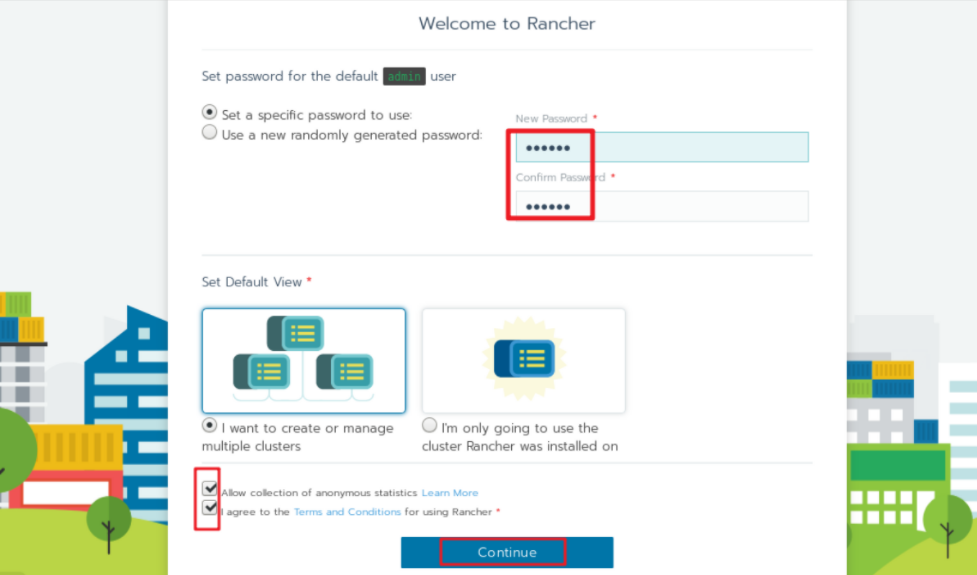 Welcome to Rancher
Set password for the default admin user
Set a specific password to use:
Use a new randomly generated password:
New Password *
••••••
Confirm Password *
••••••
Set Default View *
I want to create or manage
multiple clusters
I'm only going to use the
cluster Rancher was installed on
Allow collection of anonymous statistics Learn More
I agree to the Terms and Conditions for using Rancher *
Continue